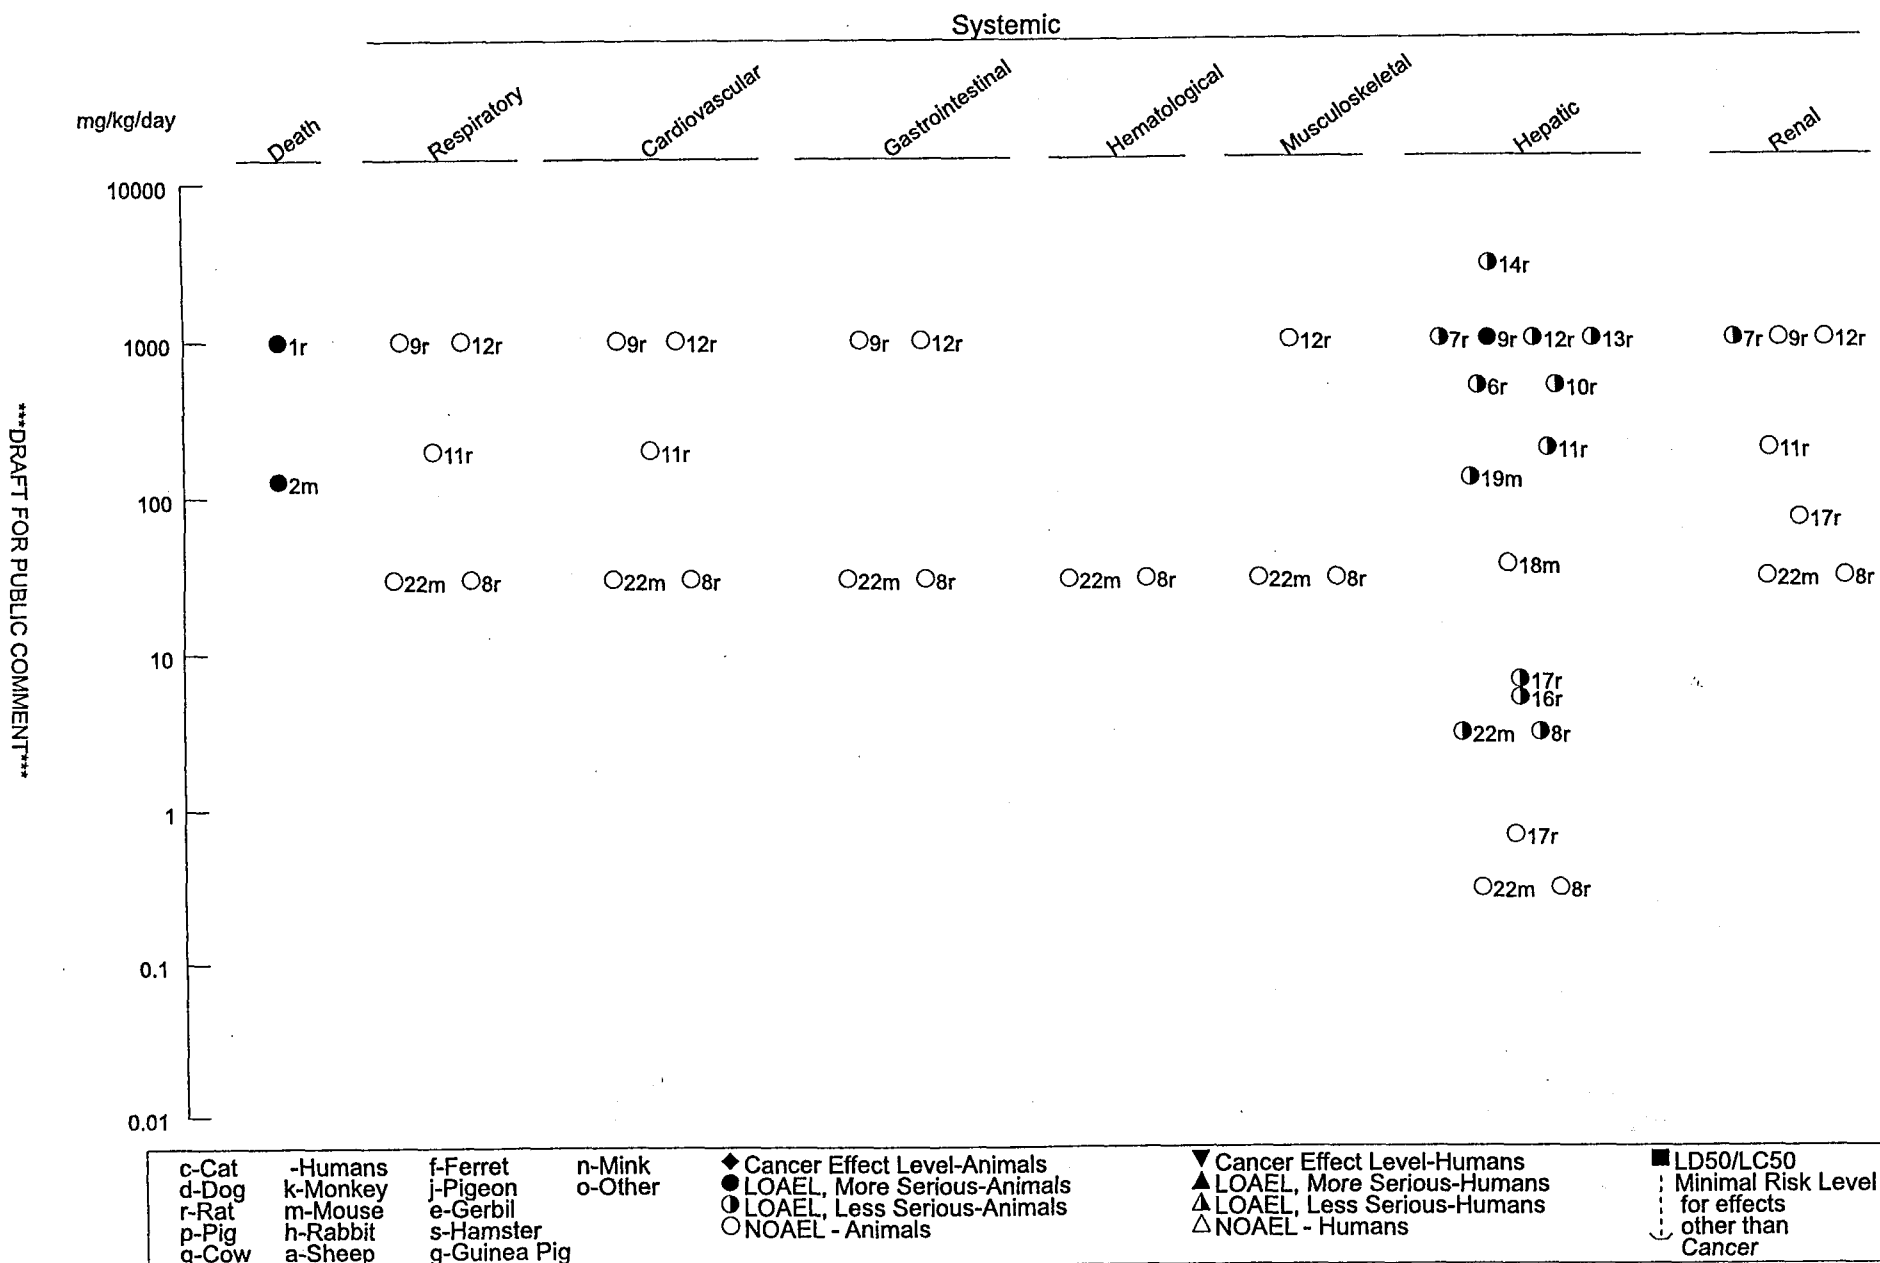 Systemic
mg/kg/day
Death
Respiratory
Cardiovascular
Gastrointestinal
Hematological
Musculoskeletal
Hepatic
Renal
10000
14r
1000
1r
9r 12r
9r 12r
9r 12r
12r
7r 9r 12r 13r
7r 9r 12r
6r 10r
11r
11r
11r
11r
19m
2m
100
17r
18m
22m 8r
22m 8r
22m 8r
22m 8r
22m 8r
22m 8r
10
17r
16r
22m 8r
1
17r
22m 8r
0.1
0.01
***DRAFT FOR PUBLIC COMMENT***
c-Cat -Humans f-Ferret n-Mink
d-Dog k-Monkey j-Pigeon o-Other
r-Rat m-Mouse e-Gerbil
p-Pig h-Rabbit s-Hamster
q-Cow a-Sheep g-Guinea Pig
Cancer Effect Level-Animals
LOAEL, More Serious-Animals
LOAEL, Less Serious-Animals
NOAEL - Animals
Cancer Effect Level-Humans
LOAEL, More Serious-Humans
LOAEL, Less Serious-Humans
NOAEL - Humans
LD50/LC50
Minimal Risk Level
for effects
other than
Cancer